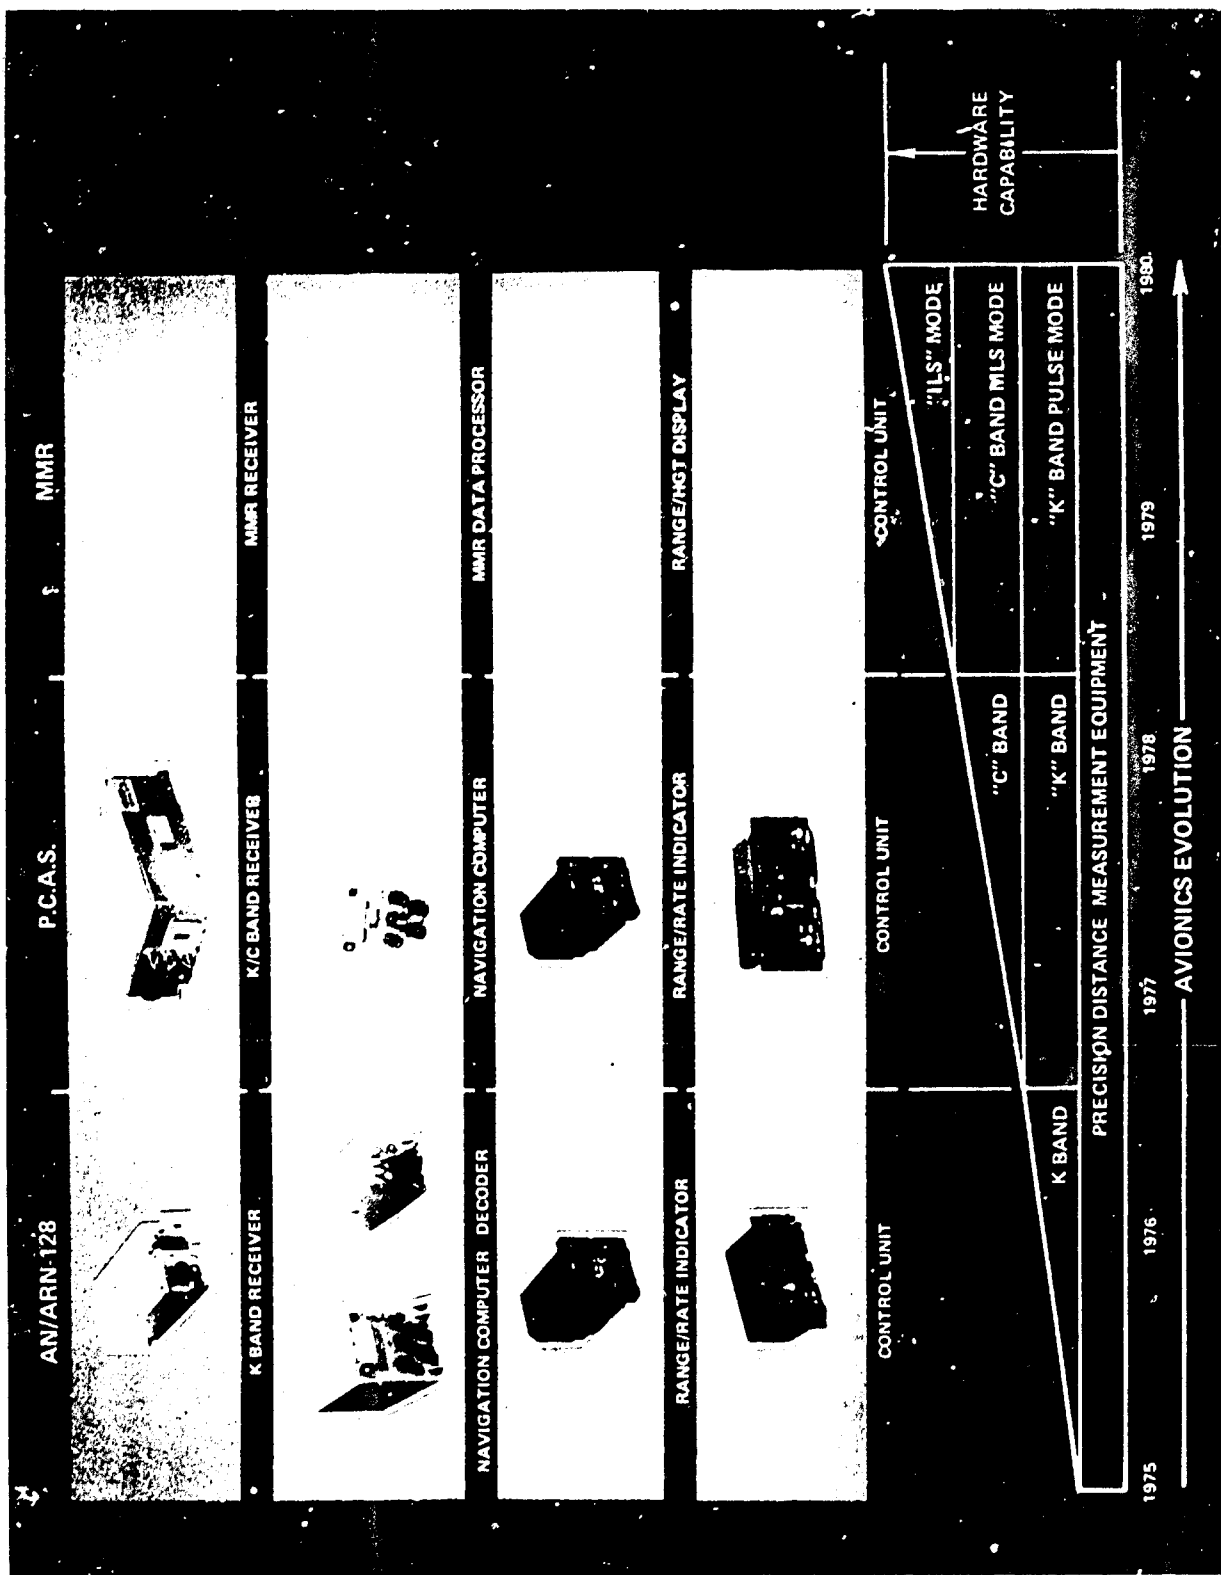 AN/ARN-128
P.C.A.S.
MMR
K BAND RECEIVER
K/C BAND RECEIVER
MMR RECEIVER
NAVIGATION COMPUTER DECODER
NAVIGATION COMPUTER
MMR DATA PROCESSOR
RANGE/RATE INDICATOR
RANGE/RATE INDICATOR
RANGE/HGT DISPLAY
CONTROL UNIT
CONTROL UNIT
CONTROL UNIT
"ILS" MODE
"C" BAND
"C" BAND MLS MODE
K BAND
"K" BAND
"K" BAND PULSE MODE
PRECISION DISTANCE MEASUREMENT EQUIPMENT
HARDWARE
CAPABILITY
1975
1976
1977
1978
1979
1980
AVIONICS EVOLUTION